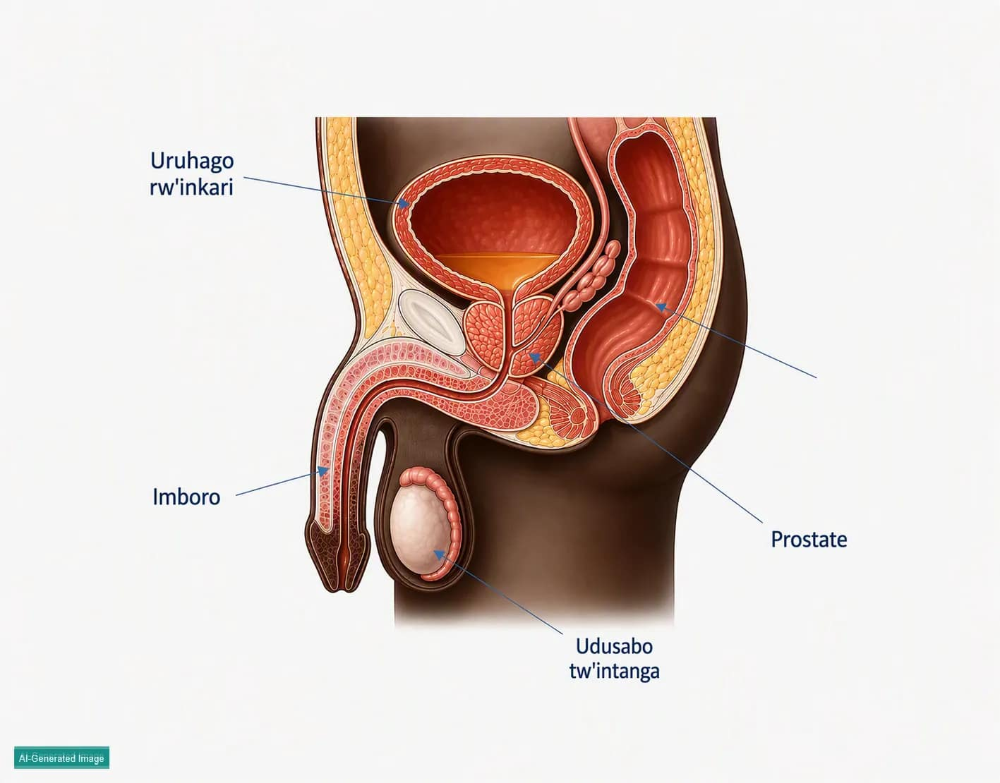 Uruhago
rw'inkari
Imboro
Prostate
Udusabo
tw'intanga
AI-Generated Image